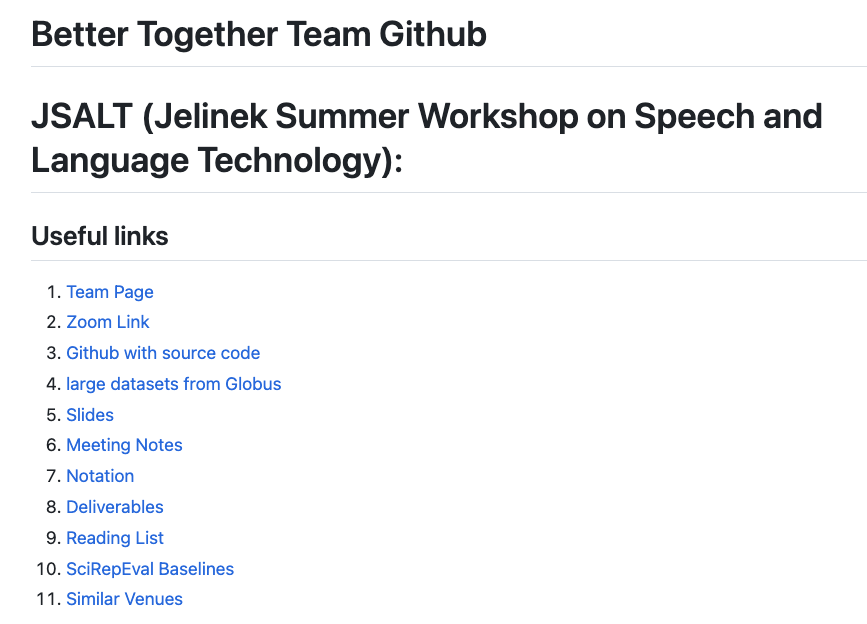 Better Together Team Github
JSALT (Jelinek Summer Workshop on Speech and
Language Technology):
Useful links
1. Team Page
2. Zoom Link
3. Github with source code
4. large datasets from Globus
5. Slides
6. Meeting Notes
7. Notation
8. Deliverables
9. Reading List
10. SciRepEval Baselines
11. Similar Venues